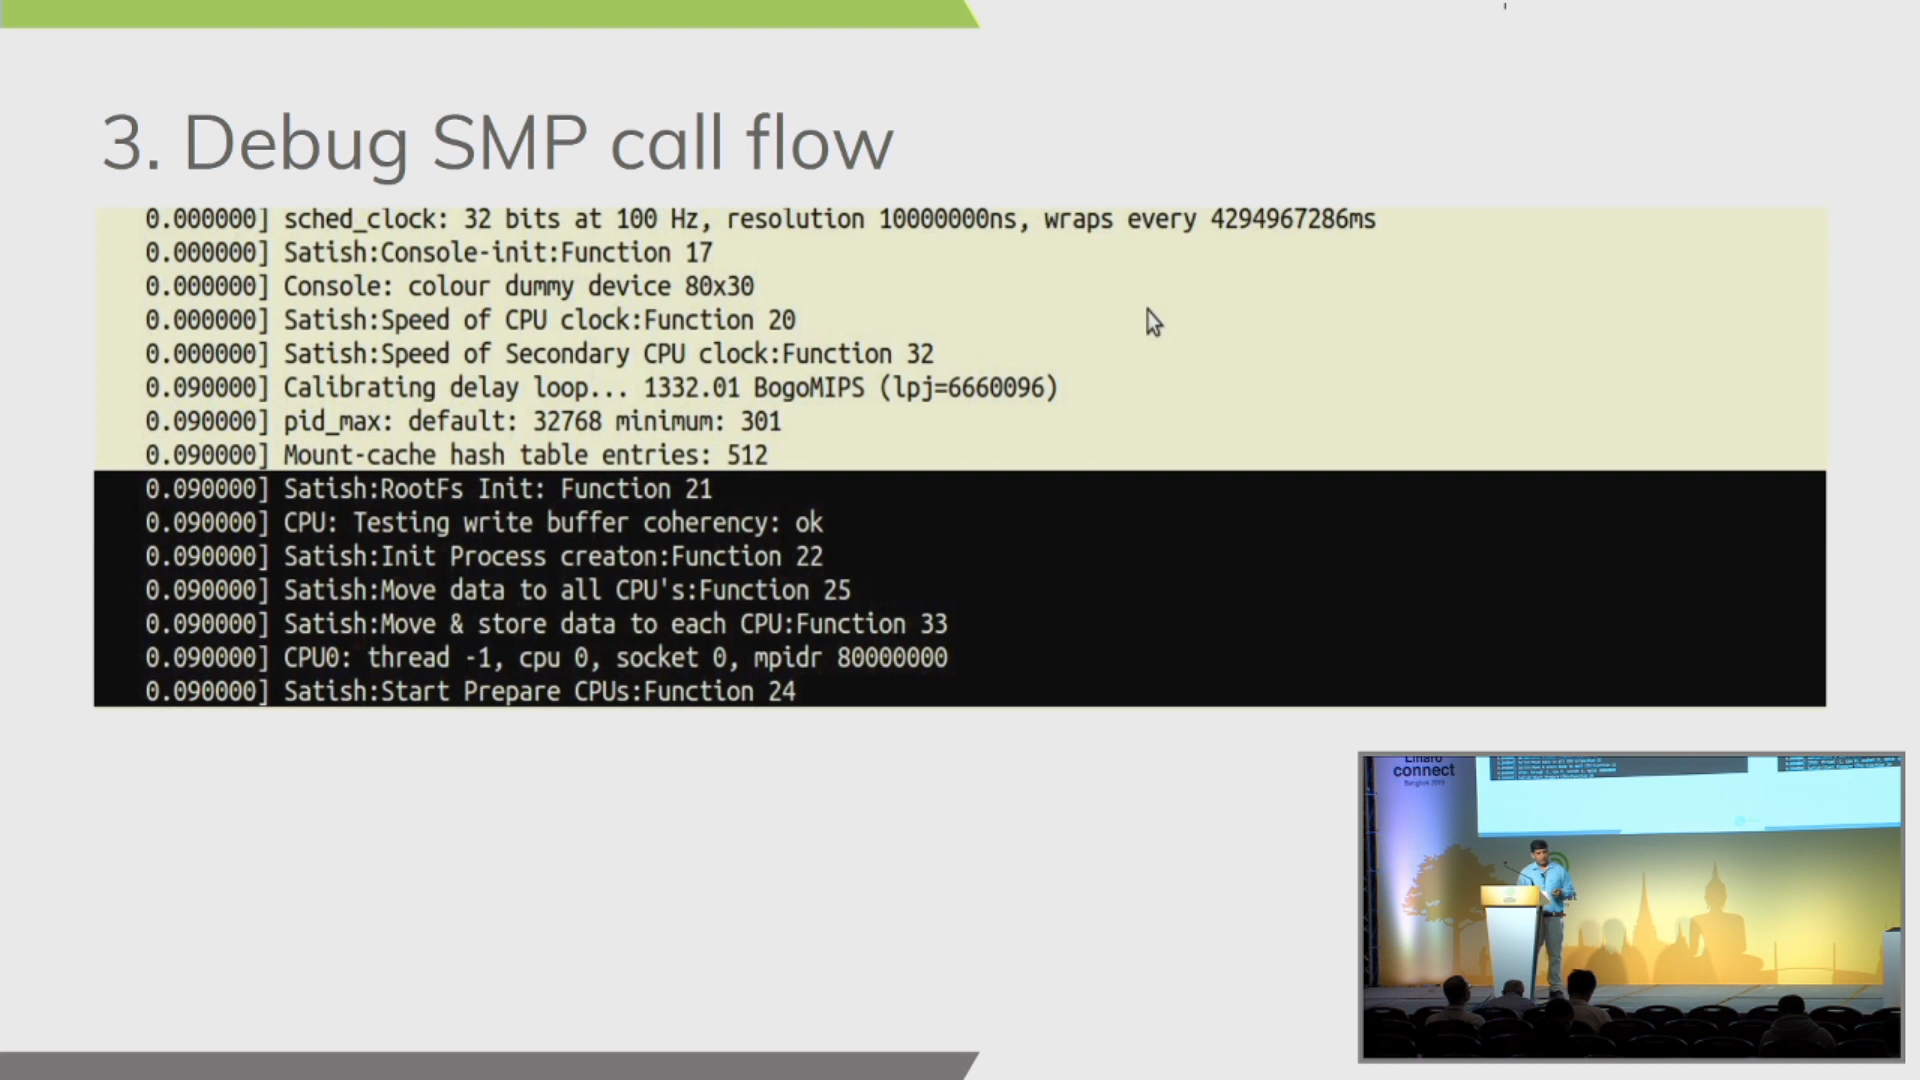 3. Debug SMP call flow
0.000000] sched_clock: 32 bits at 100 Hz, resolution 10000000ns, wraps every 4294967286ms
0.000000] Satish:Console-init:Function 17
0.000000] Console: colour dummy device 80x30
0.000000] Satish:Speed of CPU clock:Function 20
0.000000] Satish:Speed of Secondary CPU clock:Function 32
0.090000] Calibrating delay loop... 1332.01 BogoMIPS (lpj=6660096)
0.090000] pid_max: default: 32768 minimum: 301
0.090000] Mount-cache hash table entries: 512
0.090000] Satish:RootFs Init: Function 21
0.090000] CPU: Testing write buffer coherency: ok
0.090000] Satish:Init Process creaton:Function 22
0.090000] Satish:Move data to all CPU's:Function 25
0.090000] Satish:Move & store data to each CPU:Function 33
0.090000] CPU0: thread -1, cpu 0, socket 0, mpidr 80000000
0.090000] Satish:Start Prepare CPUs:Function 24
Linaro
connect
Bangkok 2019